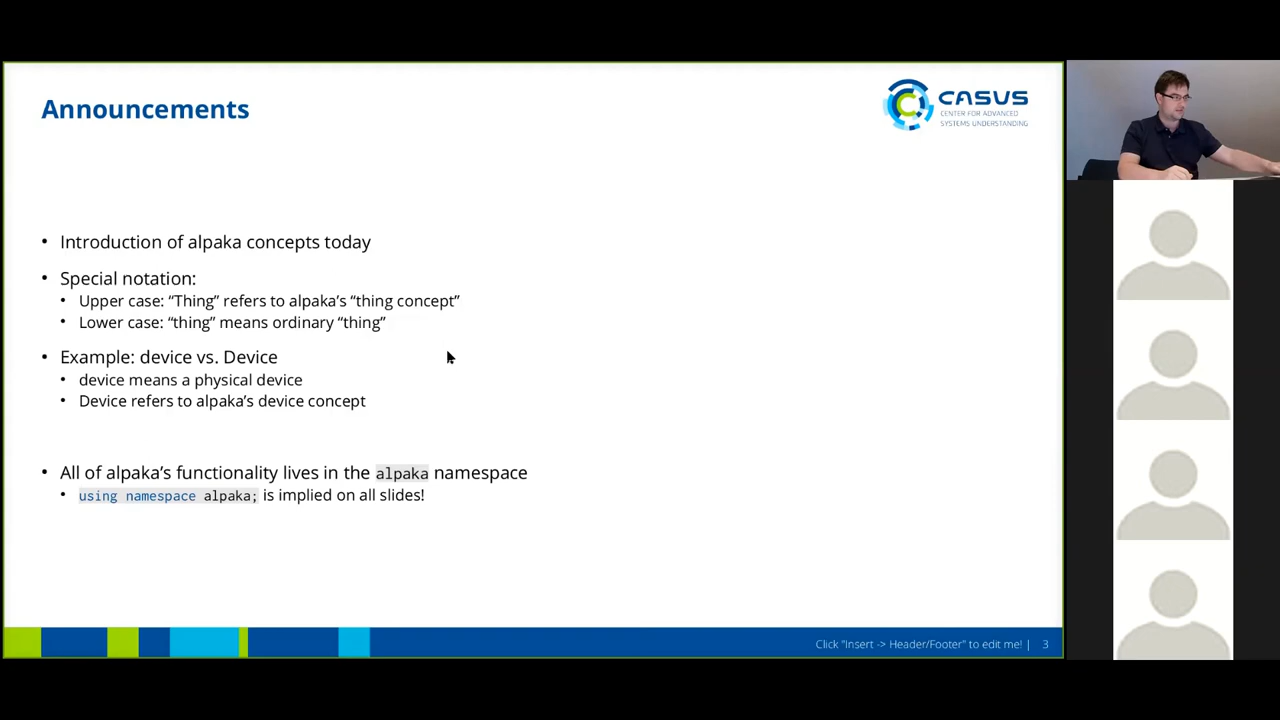 Announcements
CASUS
CENTER FOR ADVANCED
SYSTEMS UNDERSTANDING
• Introduction of alpaka concepts today
• Special notation:
• Upper case: “Thing” refers to alpaka’s “thing concept”
• Lower case: “thing” means ordinary “thing”
• Example: device vs. Device
• device means a physical device
• Device refers to alpaka’s device concept
• All of alpaka’s functionality lives in the alpaka namespace
• using namespace alpaka; is implied on all slides!
Click "Insert -> Header/Footer" to edit me! | 3